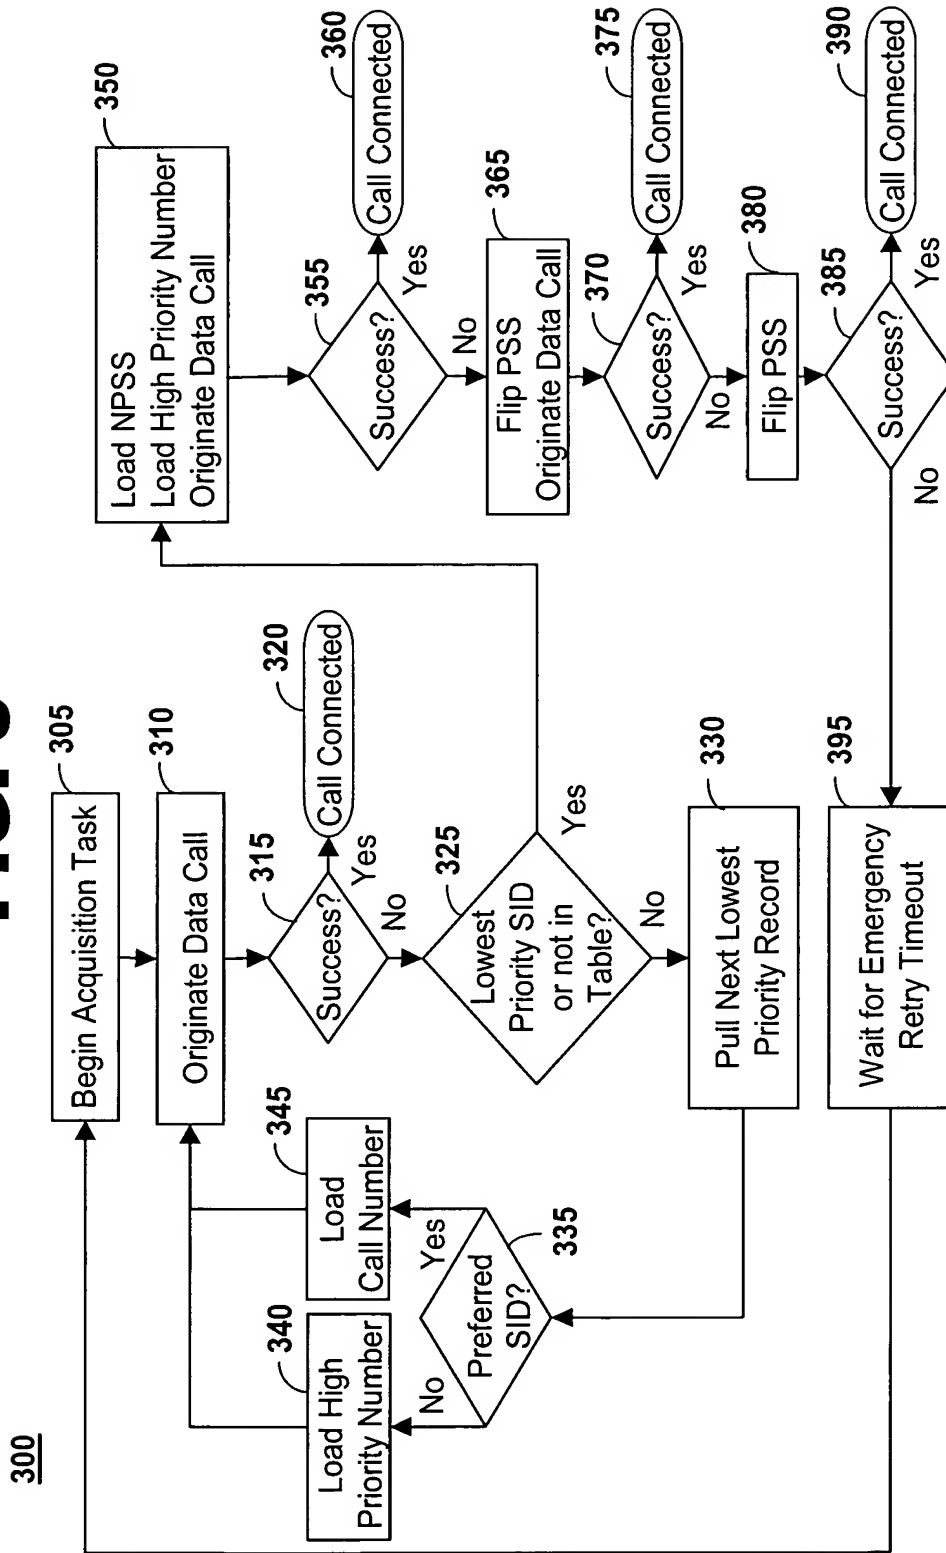 300
Begin Acquisition Task
305
Originate Data Call
310
Success?
315
Yes
No
Call Connected
320
Lowest
Priority SID
or not in
Table?
325
Yes
No
Pull Next Lowest
Priority Record
330
Preferred
SID?
335
No
Yes
Load High
Priority Number
340
Load
Call Number
345
Load NPSS
Load High Priority Number
Originate Data Call
350
Success?
355
Yes
No
Call Connected
360
Flip PSS
Originate Data Call
365
Success?
370
Yes
No
Call Connected
375
Flip PSS
380
Success?
385
Yes
No
Call Connected
390
Wait for Emergency
Retry Timeout
395